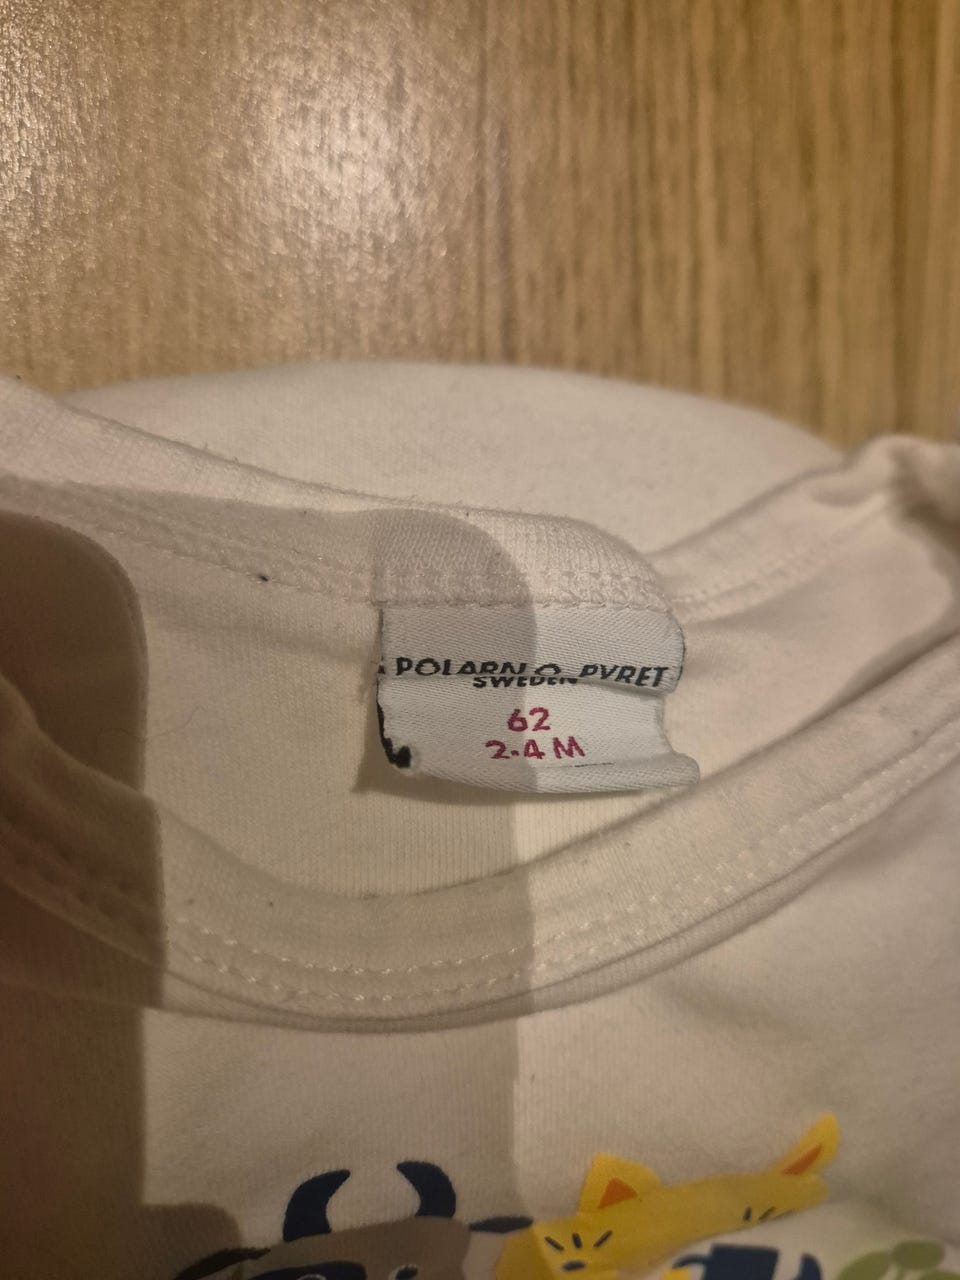 POLARN O. PYRET
SWEDEN
62
2-4 M